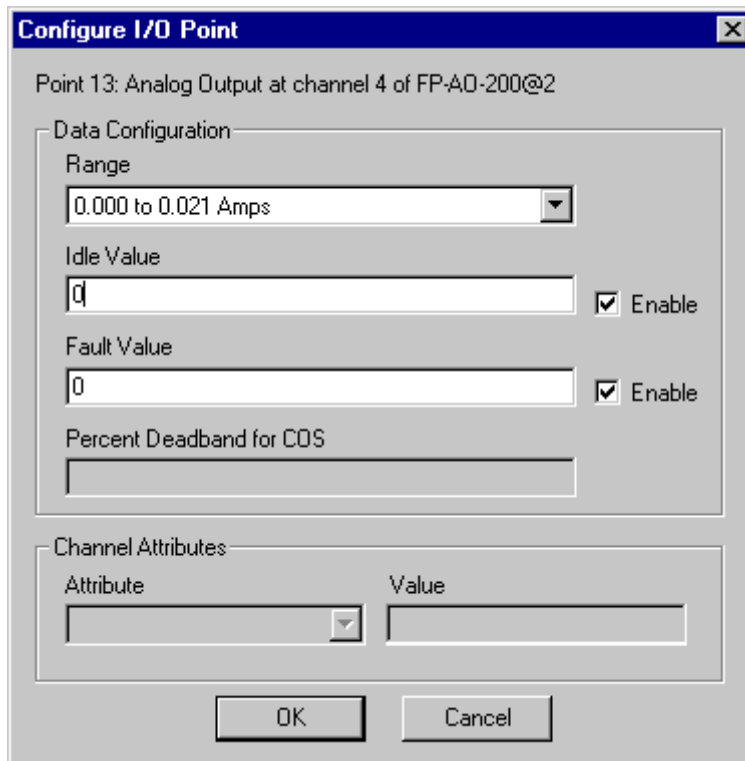 Configure I/O Point
Point 13: Analog Output at channel 4 of FP-AO-200@2
Data Configuration
Range
0.000 to 0.021 Amps
Idle Value
0
Enable
Fault Value
0
Enable
Percent Deadband for COS
Channel Attributes
Attribute Value
OK Cancel